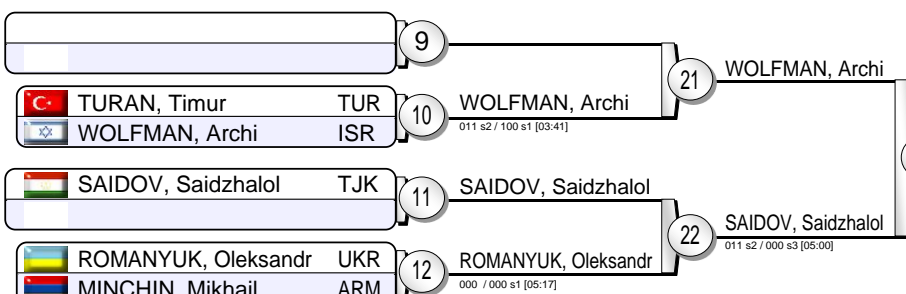 9
21 WOLFMAN, Archi
TURAN, Timur TUR
10 WOLFMAN, Archi
WOLFMAN, Archi ISR
011 s2 / 100 s1 [03:41]
SAIDOV, Saidzhalol TJK
11 SAIDOV, Saidzhalol
22 SAIDOV, Saidzhalol
011 s2 / 000 s3 [05:00]
ROMANYUK, Oleksandr UKR
12 ROMANYUK, Oleksandr
MINCHIN, Mikhail ARM
000 / 000 s1 [05:17]